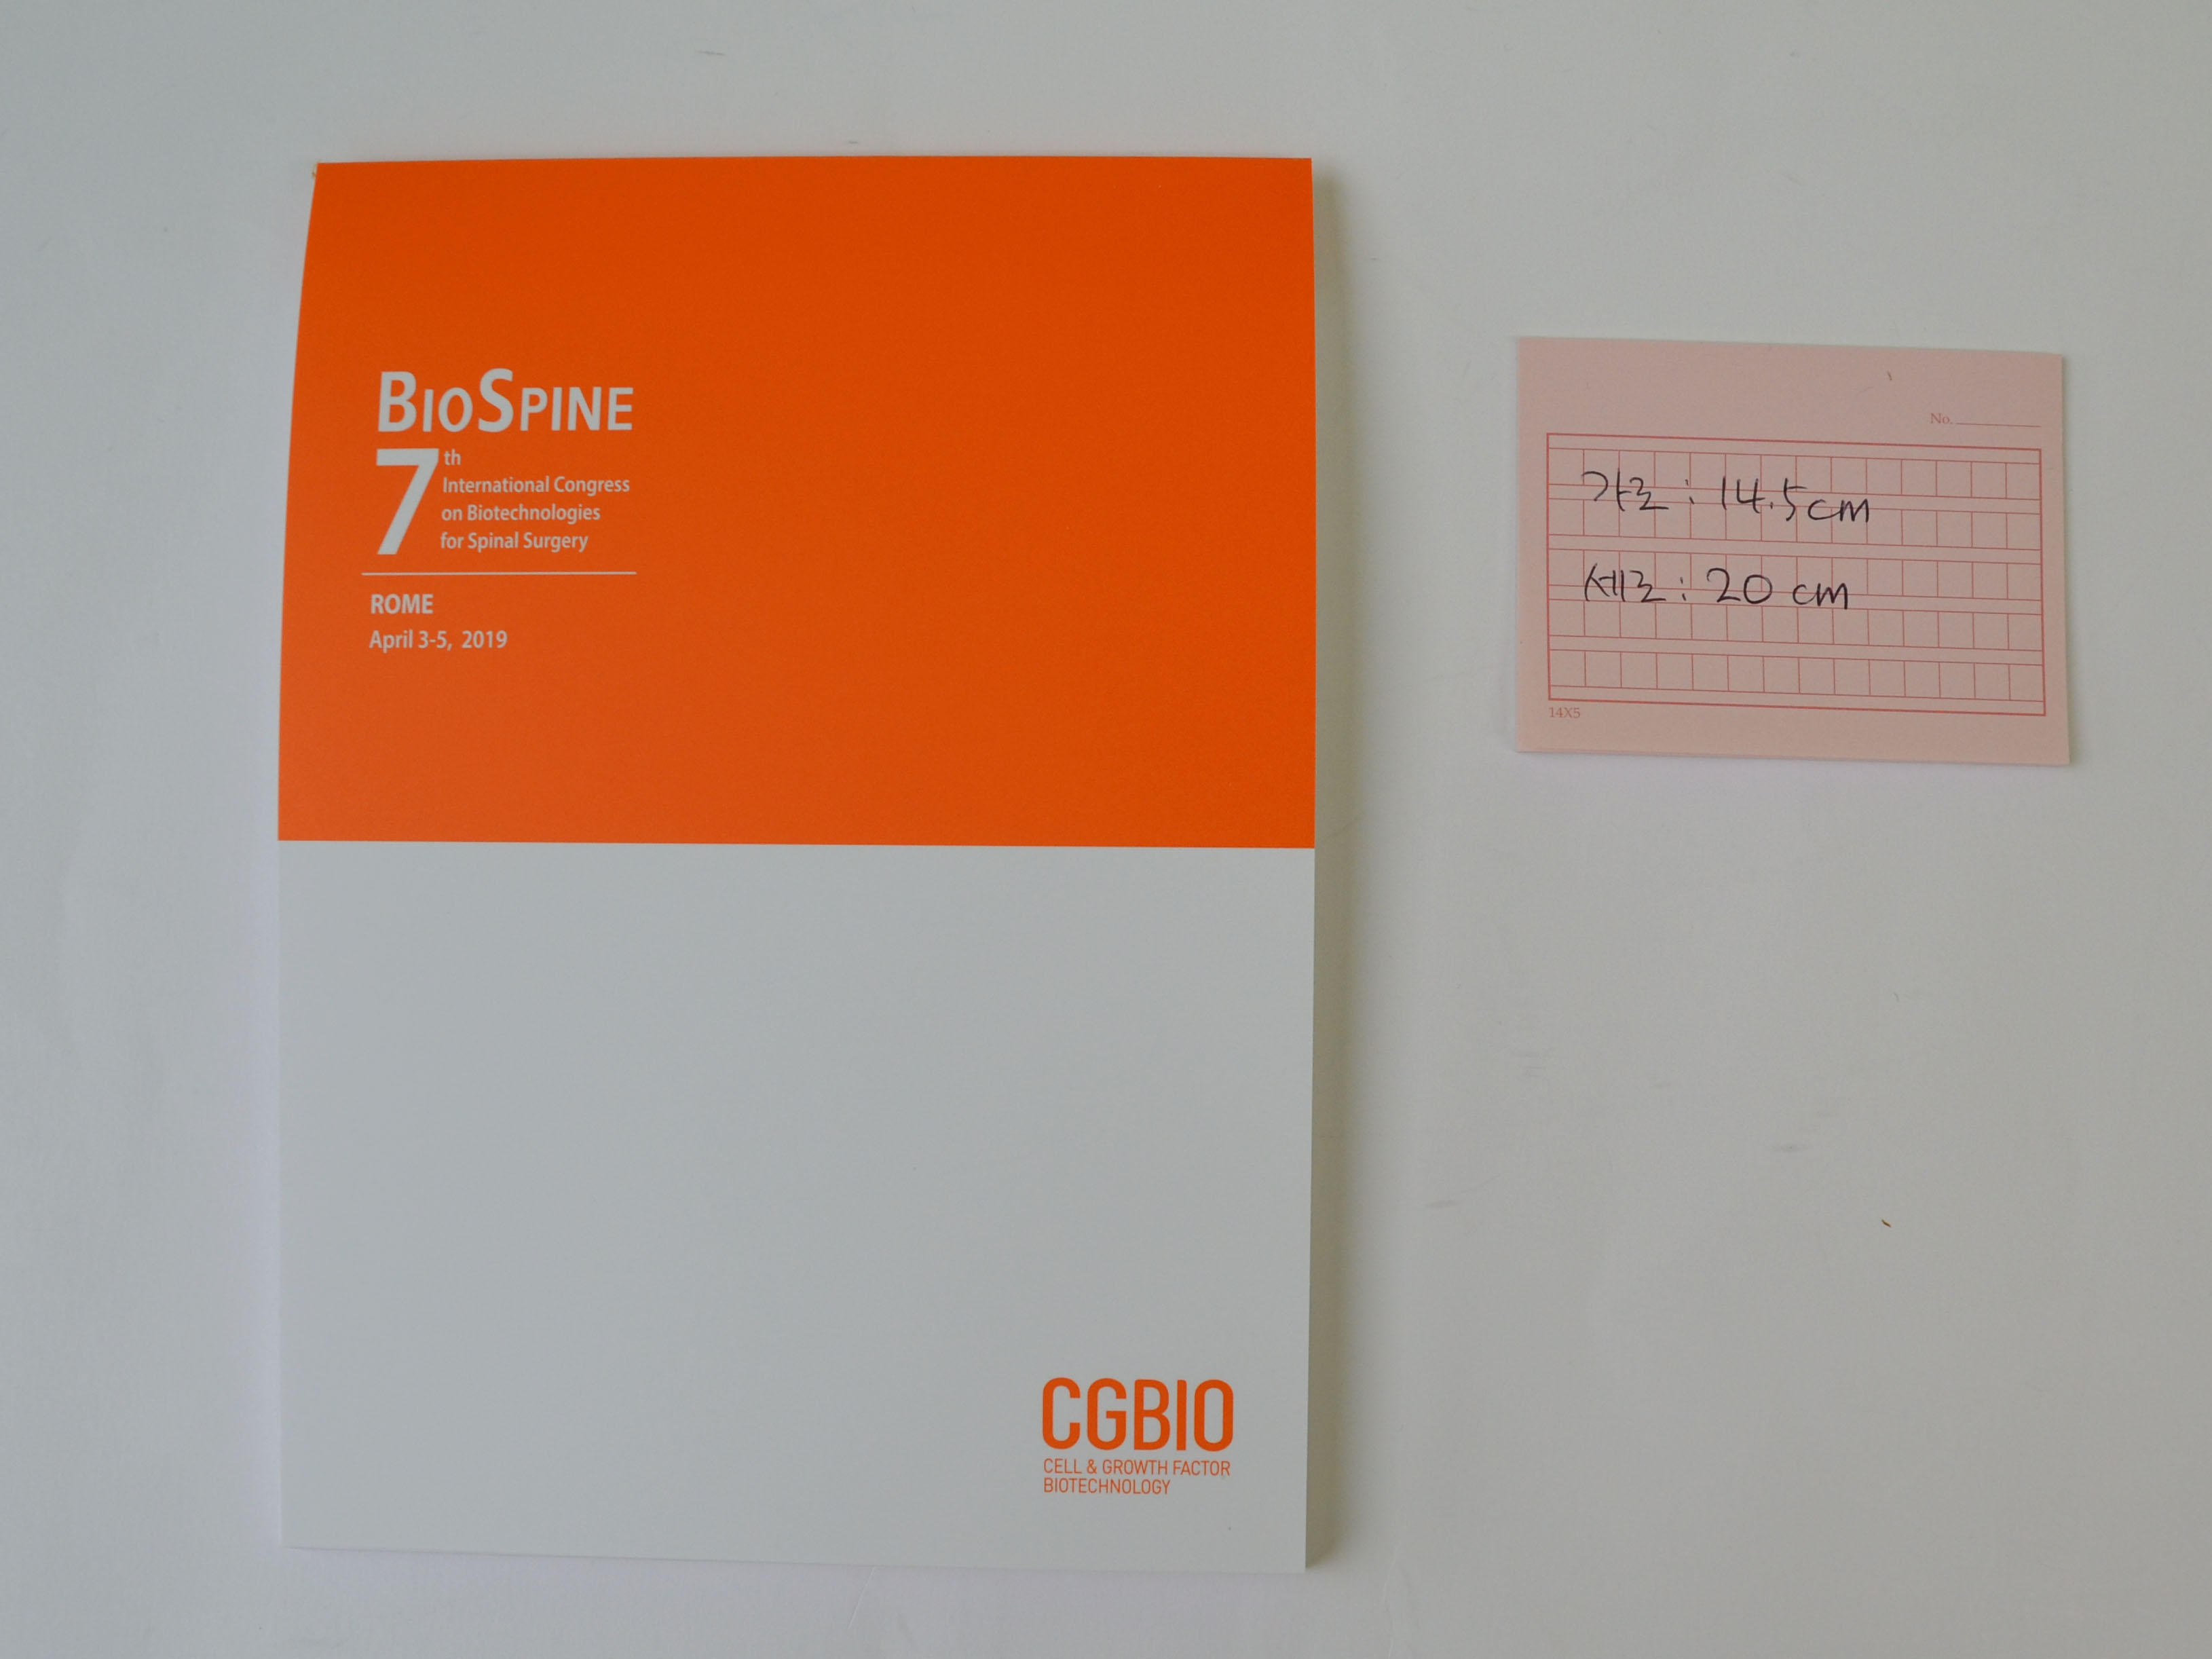 BIOSPINE
7th
International Congress
on Biotechnologies
for Spinal Surgery
ROME
April 3-5, 2019
CGBIO
CELL & GROWTH FACTOR
BIOTECHNOLOGY
No.
가로 : 14.5cm
세로 : 20 cm
14X5